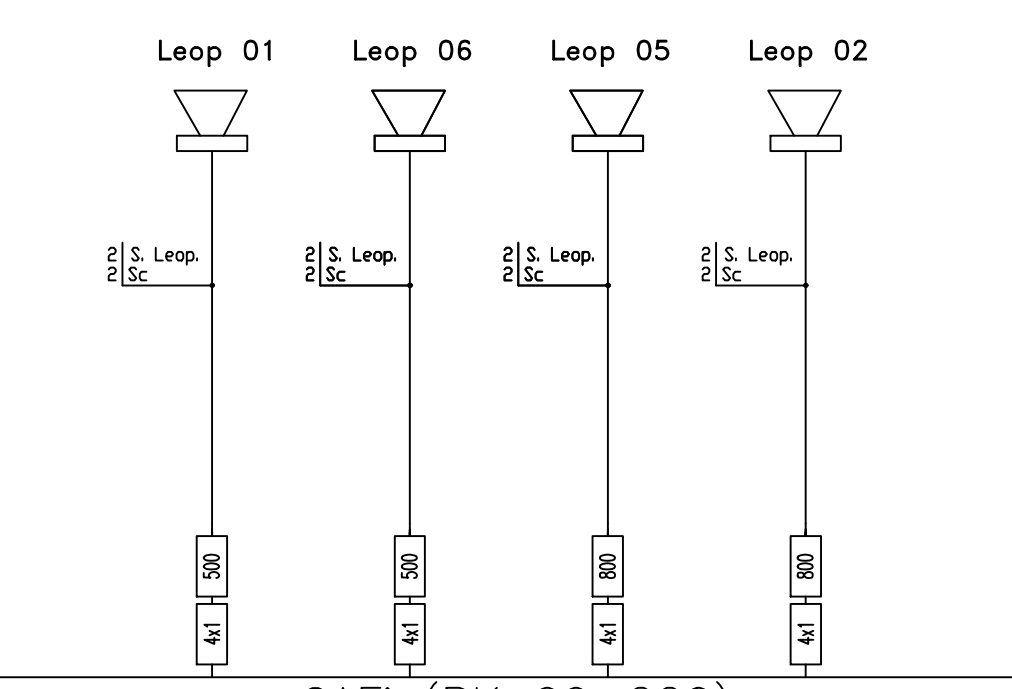 Leop 01 Leop 06 Leop 05 Leop 02
2 S. Leop. 2 S. Leop. 2 S. Leop. 2 S. Leop.
2 Sc 2 Sc 2 Sc 2 Sc
500 500 800 800
4x1 4x1 4x1 4x1